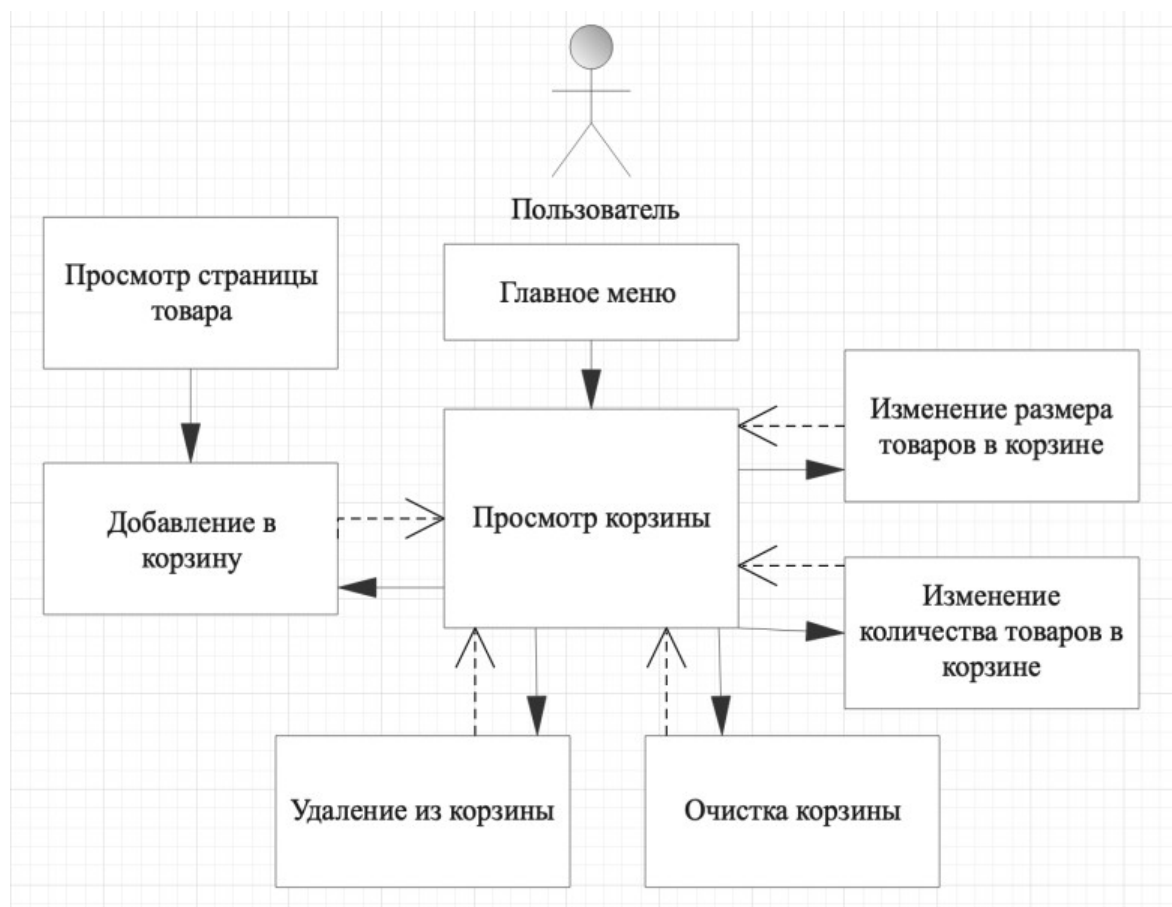 Пользователь
Просмотр страницы
товара
Главное меню
Изменение размера
товаров в корзине
Добавление в
корзину
Просмотр корзины
Изменение
количества товаров в
корзине
Удаление из корзины
Очистка корзины